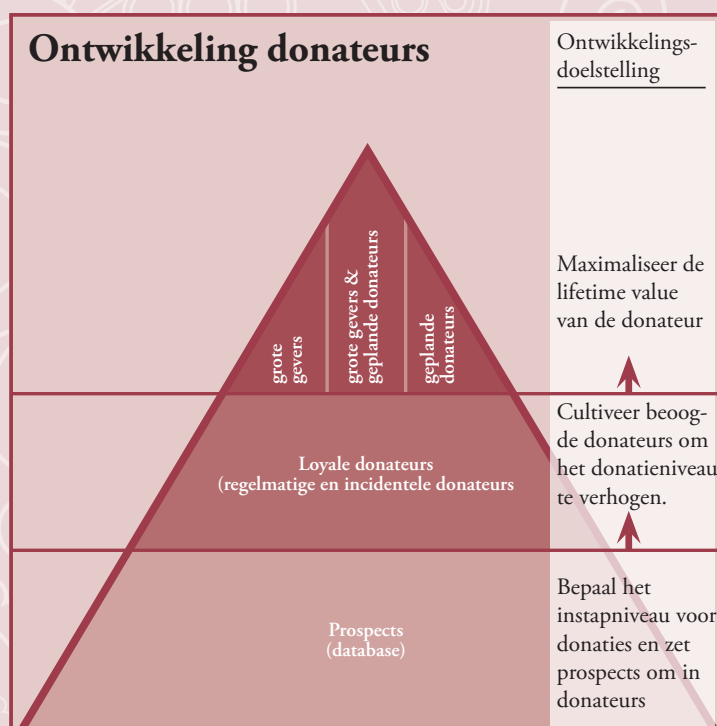 Ontwikkeling donateurs
Ontwikkelings-
doelstelling
grote
gevers
grote gevers &
geplande donateurs
geplande
donateurs
Maximaliseer de
lifetime value
van de donateur
Loyale donateurs
(regelmatige en incidentele donateurs
Cultiveer beoog-
de donateurs om
het donatieniveau
te verhogen.
Prospects
(database)
Bepaal het
instapniveau voor
donaties en zet
prospects om in
donateurs